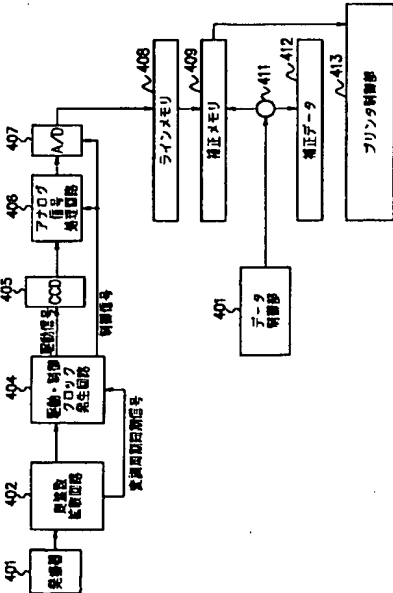 401
発振器
402
周波数
拡散回路
変調周期同期信号
404
駆動・制御
クロック
発生回路
駆動信号
制御信号
405
CCD
406
アナログ
信号
処理回路
407
A/D
ラインメモリ
408
補正メモリ
409
401
データ
制御部
411
補正データ
412
プリンタ制御部
413